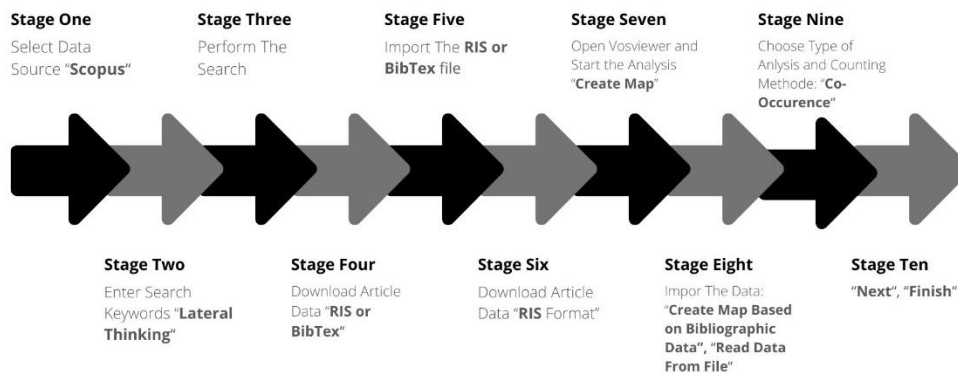 Stage One
Select Data
Source “Scopus“
Stage Three
Perform The
Search
Stage Five
Import The RIS or
BibTex file
Stage Seven
Open Vosviewer and
Start the Analysis
“Create Map“
Stage Nine
Choose Type of
Anlysis and Counting
Methode: “Co-
Occurence“
Stage Two
Enter Search
Keywords “Lateral
Thinking“
Stage Four
Download Article
Data “RIS or
BibTex“
Stage Six
Download Article
Data “RIS Format”
Stage Eight
Impor The Data:
“Create Map Based
on Bibliographic
Data”, “Read Data
From File“
Stage Ten
“Next“, “Finish“